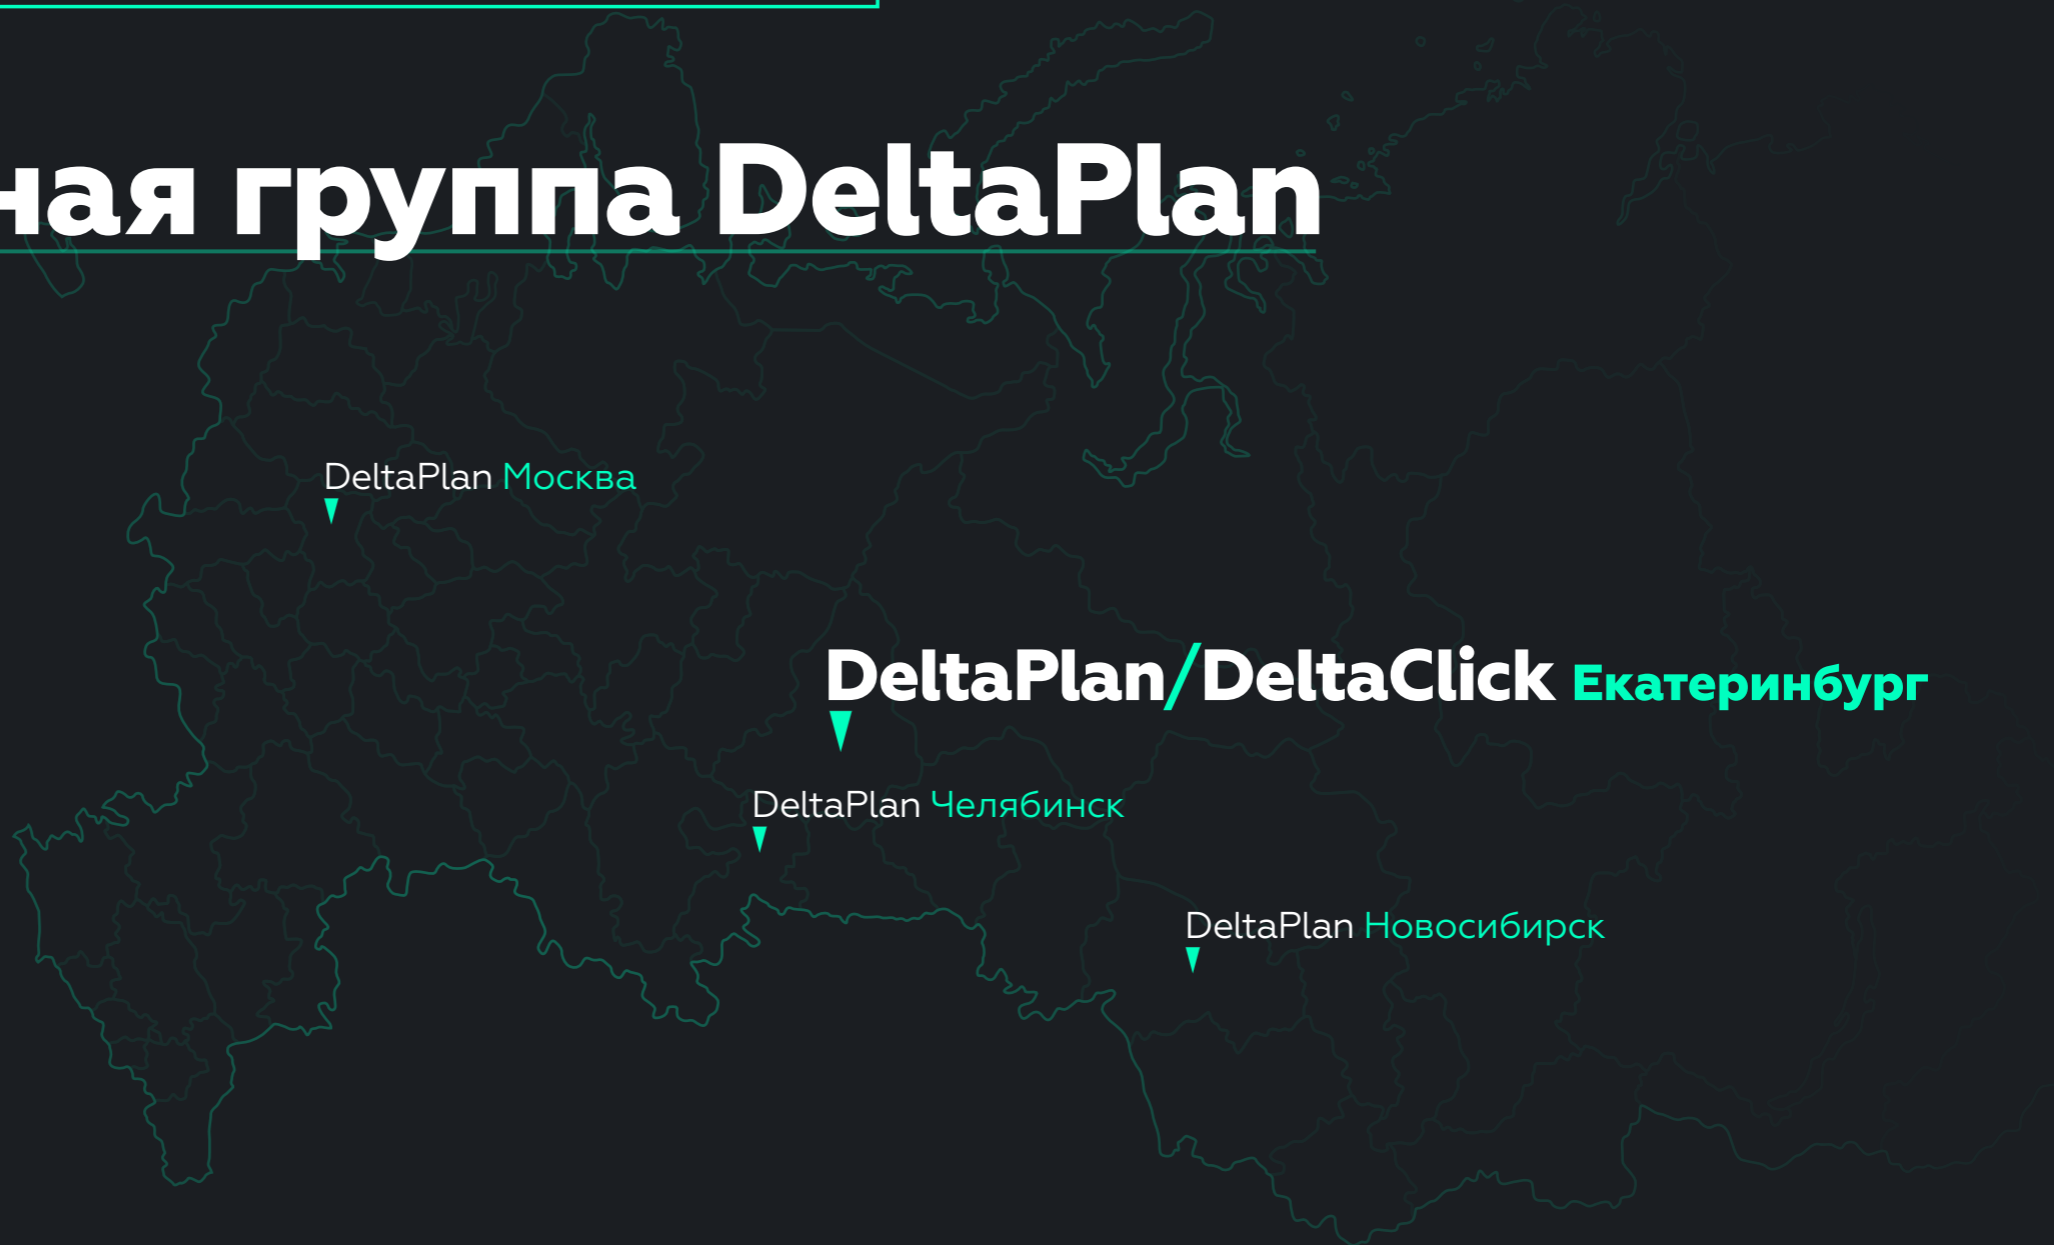 ная группа DeltaPlan
DeltaPlan Москва
DeltaPlan/DeltaClick Екатеринбург
DeltaPlan Челябинск
DeltaPlan Новосибирск